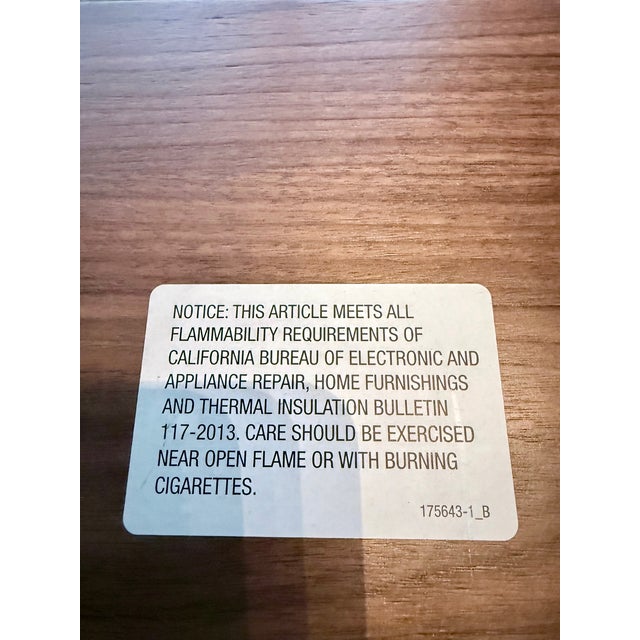 NOTICE: THIS ARTICLE MEETS ALL
FLAMMABILITY REQUIREMENTS OF
CALIFORNIA BUREAU OF ELECTRONIC AND
APPLIANCE REPAIR, HOME FURNISHINGS
AND THERMAL INSULATION BULLETIN
117-2013. CARE SHOULD BE EXERCISED
NEAR OPEN FLAME OR WITH BURNING
CIGARETTES.
175643-1_B